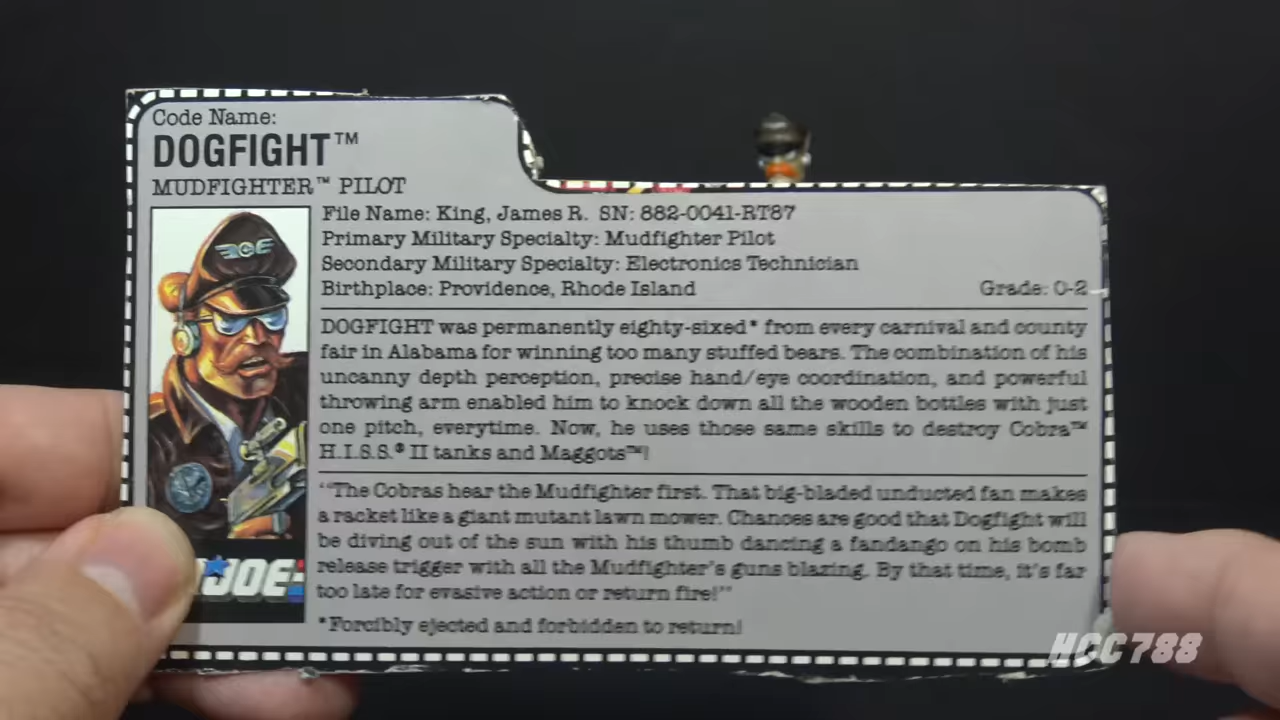 Code Name:
DOGFIGHT™
MUDFIGHTER™ PILOT
File Name: King, James R. SN: 882-0041-RT87
Primary Military Specialty: Mudfighter Pilot
Secondary Military Specialty: Electronics Technician
Birthplace: Providence, Rhode Island Grade: O-2
DOGFIGHT was permanently eighty-sixed* from every carnival and county
fair in Alabama for winning too many stuffed bears. The combination of his
uncanny depth perception, precise hand/eye coordination, and powerful
throwing arm enabled him to knock down all the wooden bottles with just
one pitch, everytime. Now, he uses those same skills to destroy Cobra™
H.I.S.S.® II tanks and Maggots™!
"The Cobras hear the Mudfighter first. That big-bladed unducted fan makes
a racket like a giant mutant lawn mower. Chances are good that Dogfight will
be diving out of the sun with his thumb dancing a fandango on his bomb
release trigger with all the Mudfighter's guns blazing. By that time, it's far
too late for evasive action or return fire!"
*Forcibly ejected and forbidden to return!
JOE
HCC788